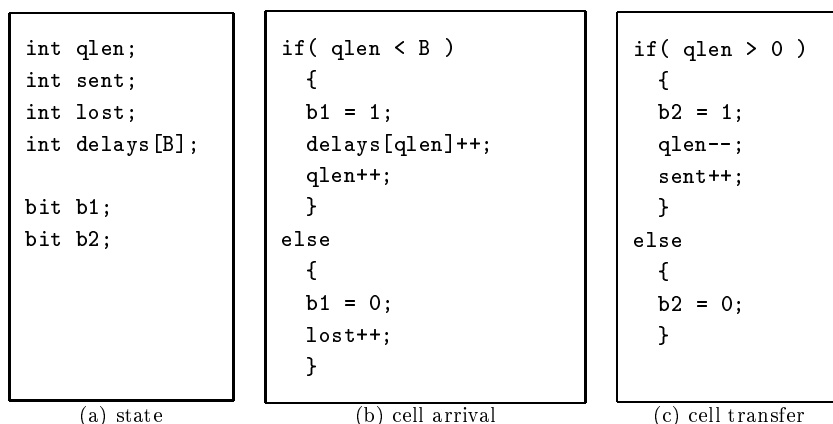 int qlen;
int sent;
int lost;
int delays[B];
bit b1;
bit b2;
(a) state
if( qlen < B )
{
b1 = 1;
delays[qlen]++;
qlen++;
}
else
{
b1 = 0;
lost++;
}
(b) cell arrival
if( qlen > 0 )
{
b2 = 1;
qlen--;
sent++;
}
else
{
b2 = 0;
}
(c) cell transfer